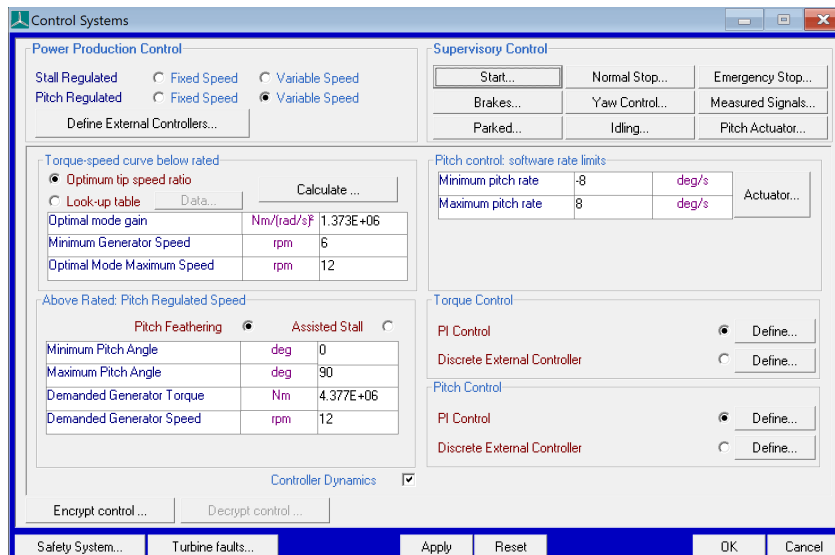 Control Systems
Power Production Control
Stall Regulated Fixed Speed Variable Speed
Pitch Regulated Fixed Speed Variable Speed
Define External Controllers...
Supervisory Control
Start... Normal Stop... Emergency Stop...
Brakes... Yaw Control... Measured Signals...
Parked... Idling... Pitch Actuator...
Torque-speed curve below rated
Optimum tip speed ratio
Calculate ...
Look-up table Data...
Optimal mode gain Nm/(rad/s)² 1.373E+06
Minimum Generator Speed rpm 6
Optimal Mode Maximum Speed rpm 12
Pitch control: software rate limits
Minimum pitch rate -8 deg/s
Maximum pitch rate 8 deg/s
Actuator...
Above Rated: Pitch Regulated Speed
Pitch Feathering Assisted Stall
Minimum Pitch Angle deg 0
Maximum Pitch Angle deg 90
Demanded Generator Torque Nm 4.377E+06
Demanded Generator Speed rpm 12
Torque Control
PI Control Define...
Discrete External Controller Define...
Pitch Control
PI Control Define...
Discrete External Controller Define...
Controller Dynamics
Encrypt control ... Decrypt control ...
Safety System... Turbine faults... Apply Reset OK Cancel